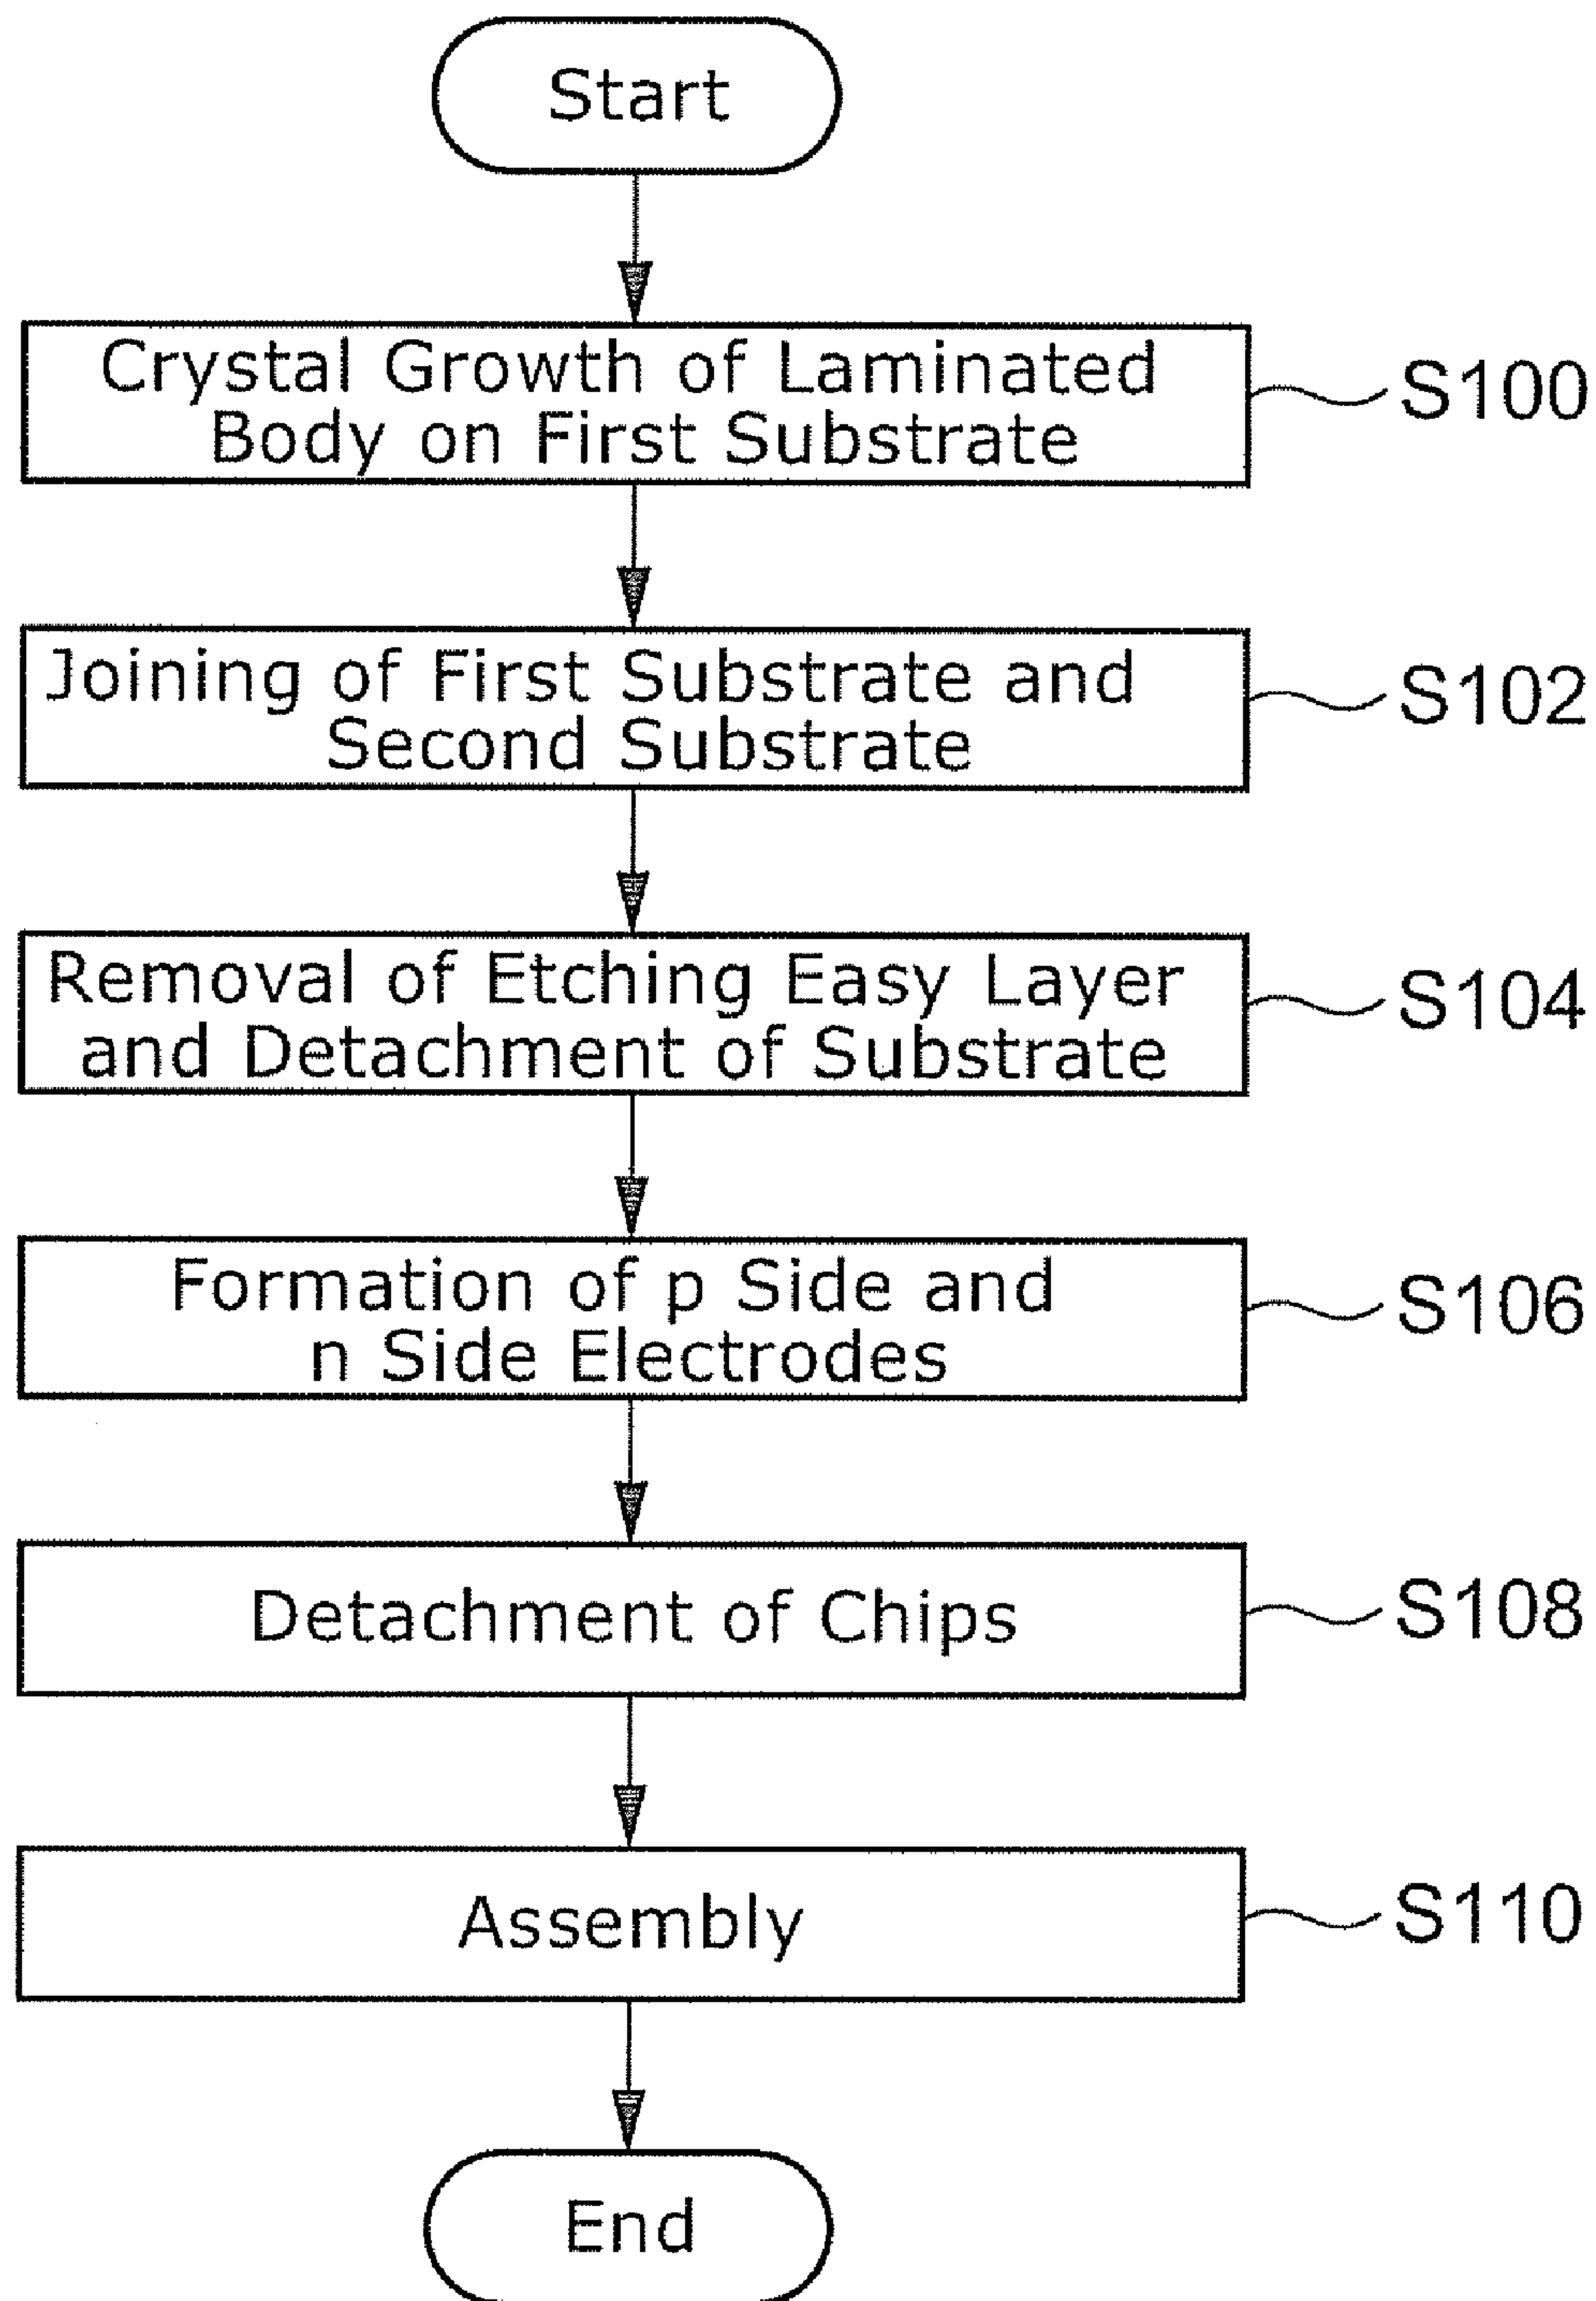 Start
Crystal Growth of Laminated
Body on First Substrate
S100
Joining of First Substrate and
Second Substrate
S102
Removal of Etching Easy Layer
and Detachment of Substrate
S104
Formation of p Side and
n Side Electrodes
S106
Detachment of Chips
S108
Assembly
S110
End